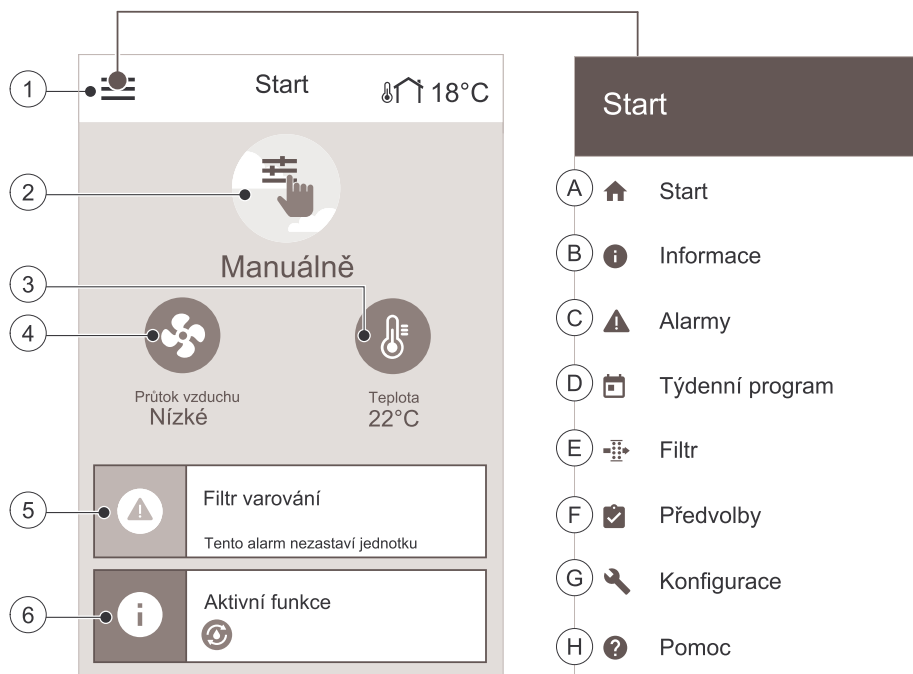 1
Start
18°C
2
Manuálně
3
4
Průtok vzduchu
Nízké
Teplota
22°C
5
Filtr varování
Tento alarm nezastaví jednotku
6
Aktivní funkce
Start
A Start
B Informace
C Alarmy
D Týdenní program
E Filtr
F Předvolby
G Konfigurace
H Pomoc